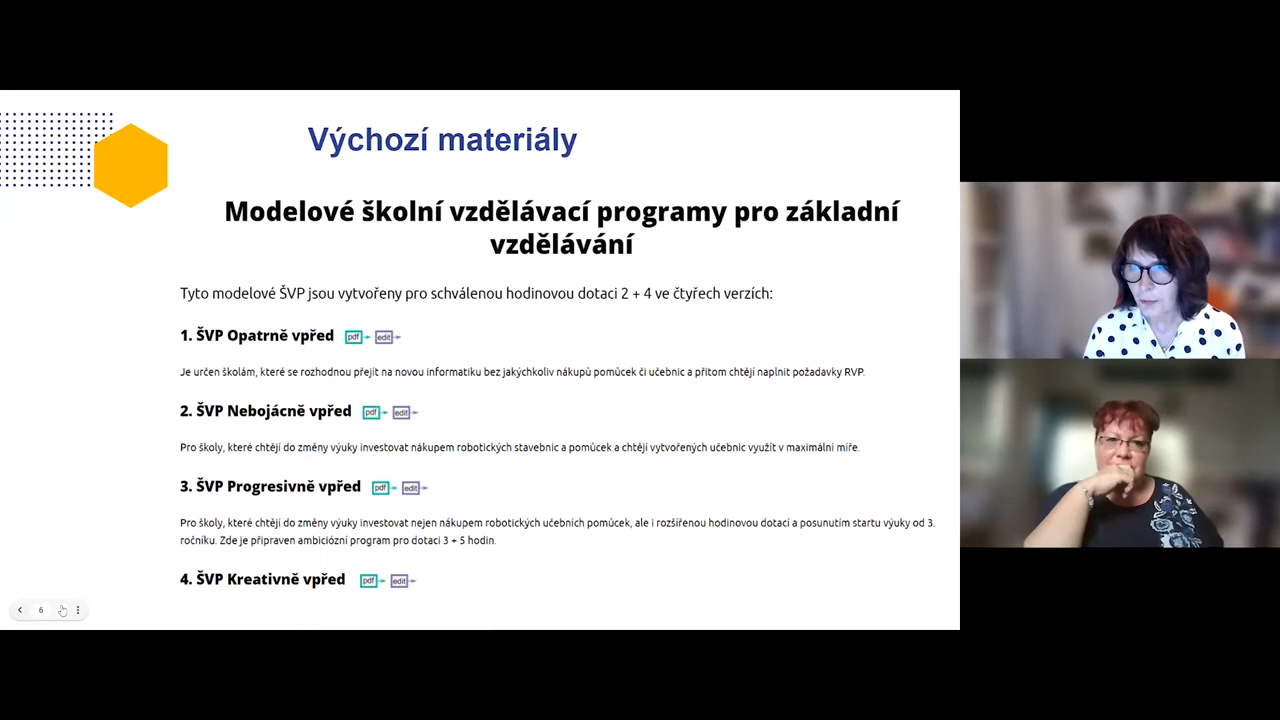 Výchozí materiály
Modelové školní vzdělávací programy pro základní
vzdělávání
Tyto modelové ŠVP jsou vytvořeny pro schválenou hodinovou dotaci 2 + 4 ve čtyřech verzích:
1. ŠVP Opatrně vpřed pdf edit
Je určen školám, které se rozhodnou přejít na novou informatiku bez jakýchkoliv nákupů pomůcek či učebnic a přitom chtějí naplnit požadavky RVP.
2. ŠVP Nebojácně vpřed pdf edit
Pro školy, které chtějí do změny výuky investovat nákupem robotických stavebnic a pomůcek a chtějí vytvořených učebnic využít v maximální míře.
3. ŠVP Progresivně vpřed pdf edit
Pro školy, které chtějí do změny výuky investovat nejen nákupem robotických učebních pomůcek, ale i rozšířenou hodinovou dotací a posunutím startu výuky od 3.
ročníku. Zde je připraven ambiciózní program pro dotaci 3 + 5 hodin.
4. ŠVP Kreativně vpřed pdf edit
6